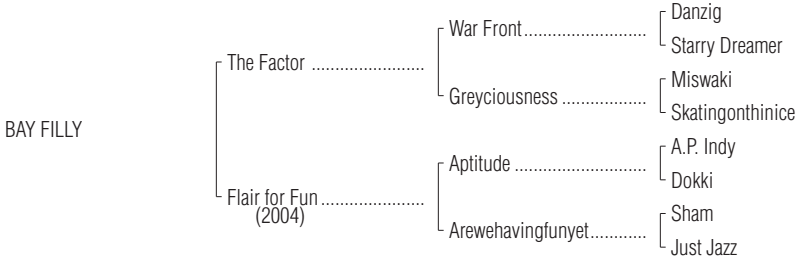 Danzig
War Front........................
Starry Dreamer
The Factor ........................
Miswaki
Greyciousness ..................
Skatingonthinice
BAY FILLY
A.P. Indy
Aptitude ............................
Dokki
Flair for Fun......................
(2004)
Sham
Arewehavingfunyet............
Just Jazz